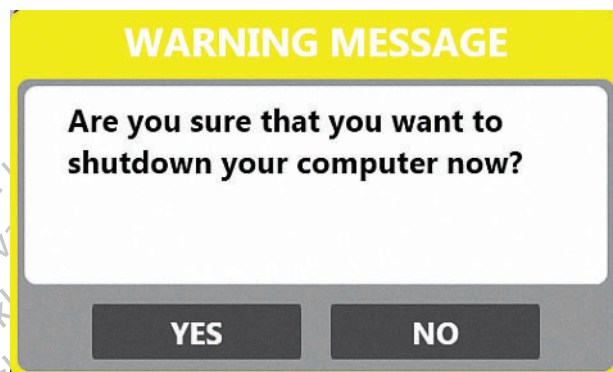 WARNING MESSAGE
Are you sure that you want to
shutdown your computer now?
YES
NO